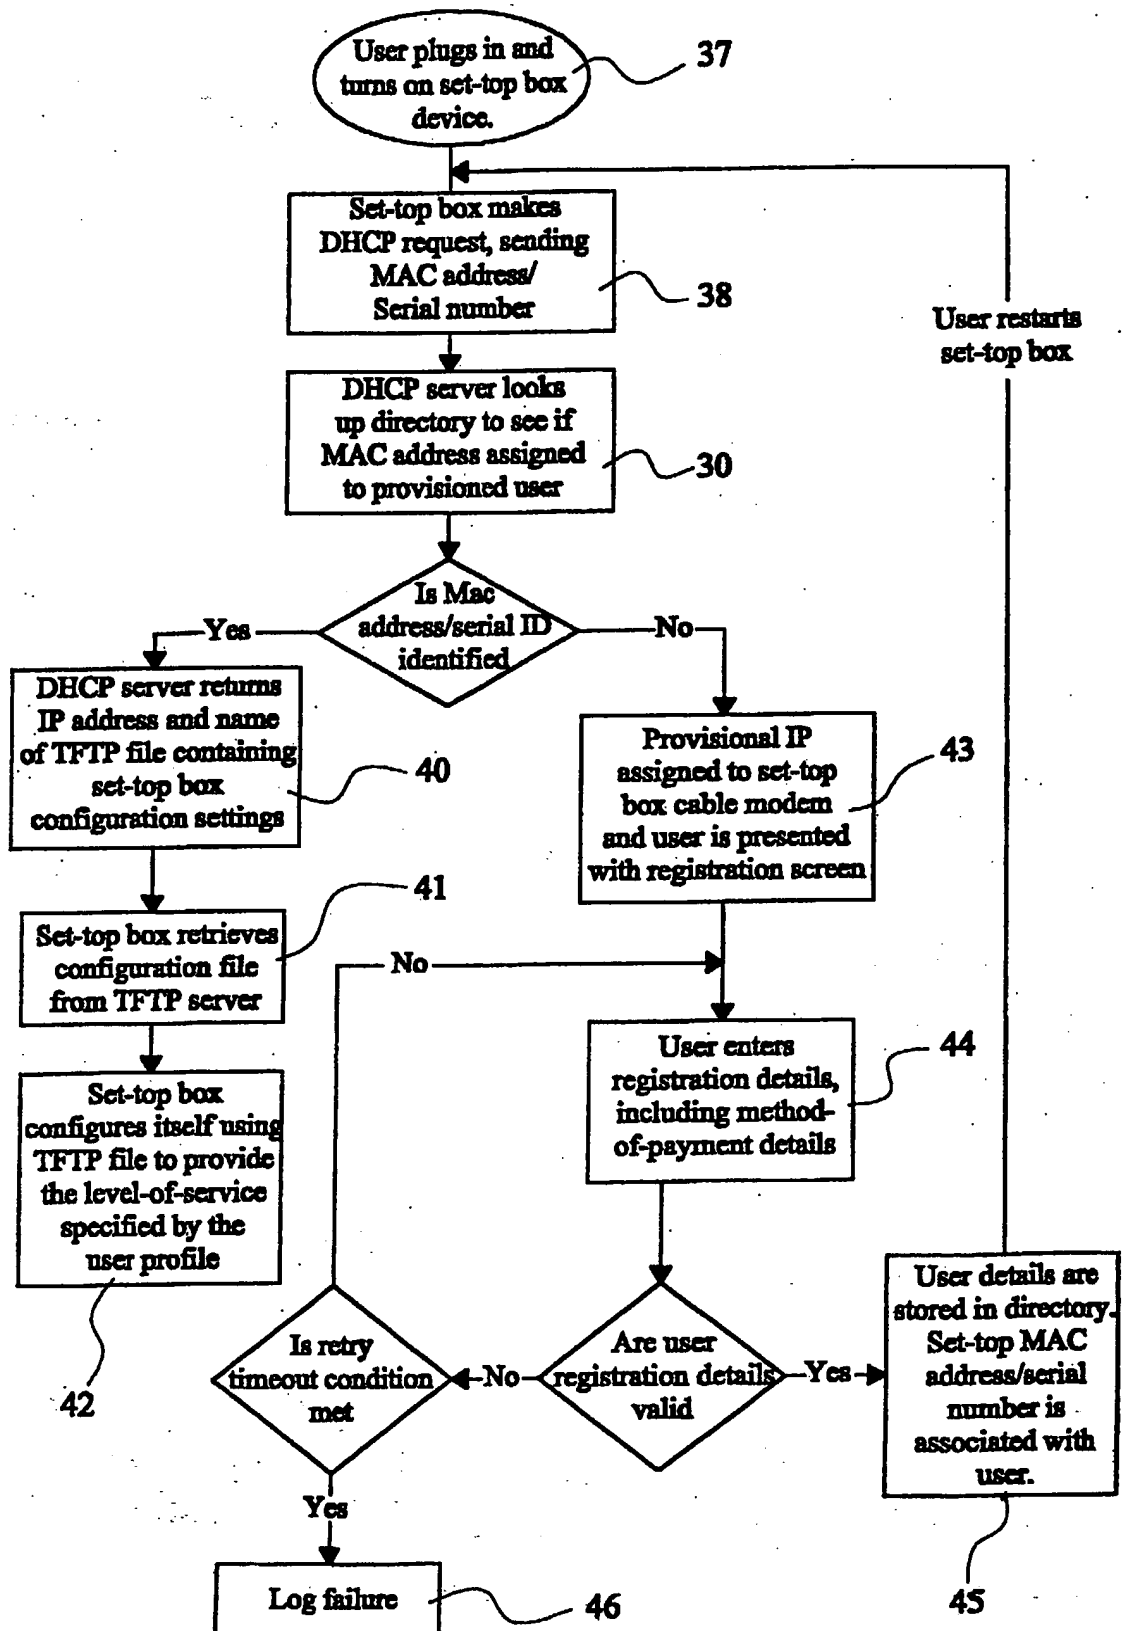 User plugs in and
turns on set-top box
device.
37
Set-top box makes
DHCP request, sending
MAC address/
Serial number
38
User restarts
set-top box
DHCP server looks
up directory to see if
MAC address assigned
to provisioned user
30
Is Mac
address/serial ID
identified
Yes
No
DHCP server returns
IP address and name
of TFTP file containing
set-top box
configuration settings
40
Provisional IP
assigned to set-top
box cable modem
and user is presented
with registration screen
43
41
Set-top box retrieves
configuration file
from TFTP server
No
User enters
registration details,
including method-
of-payment details
44
Set-top box
configures itself using
TFTP file to provide
the level-of-service
specified by the
user profile
42
Is retry
timeout condition
met
No
Are user
registration details
valid
Yes
User details are
stored in directory.
Set-top MAC
address/serial
number is
associated with
user.
45
Yes
Log failure
46